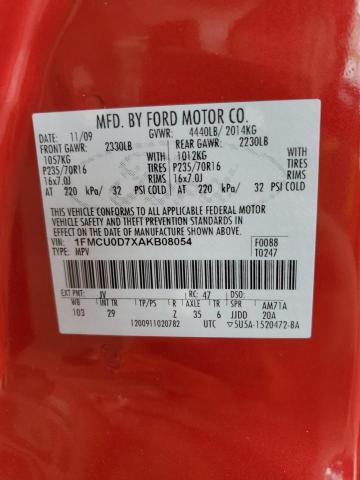 MFD. BY FORD MOTOR CO.
DATE: 11/09 GVWR: 4440LB/ 2014KG
FRONT GAWR: 2330LB REAR GAWR: 2230LB
1057KG WITH 1012KG WITH
P235/70R16 TIRES P235/70R16 TIRES
16x7.0J RIMS 16x7.0J RIMS
AT 220 kPa/ 32 PSI COLD AT 220 kPa/ 32 PSI COLD
THIS VEHICLE CONFORMS TO ALL APPLICABLE FEDERAL MOTOR
VEHICLE SAFETY AND THEFT PREVENTION STANDARDS IN
EFFECT ON THE DATE OF MANUFACTURE SHOWN ABOVE.
VIN: 1FMCU0D7XAKB08054 F0088
TYPE: MPV T0247
EXT PNT: JV RC: 47 DSO:
WB INT TR TP/PS R AXLE TR SPR AM71A
103 29 Z 35 6 JJDD 20A
1200911020782 UTC ▽5U5A-1520472-BA